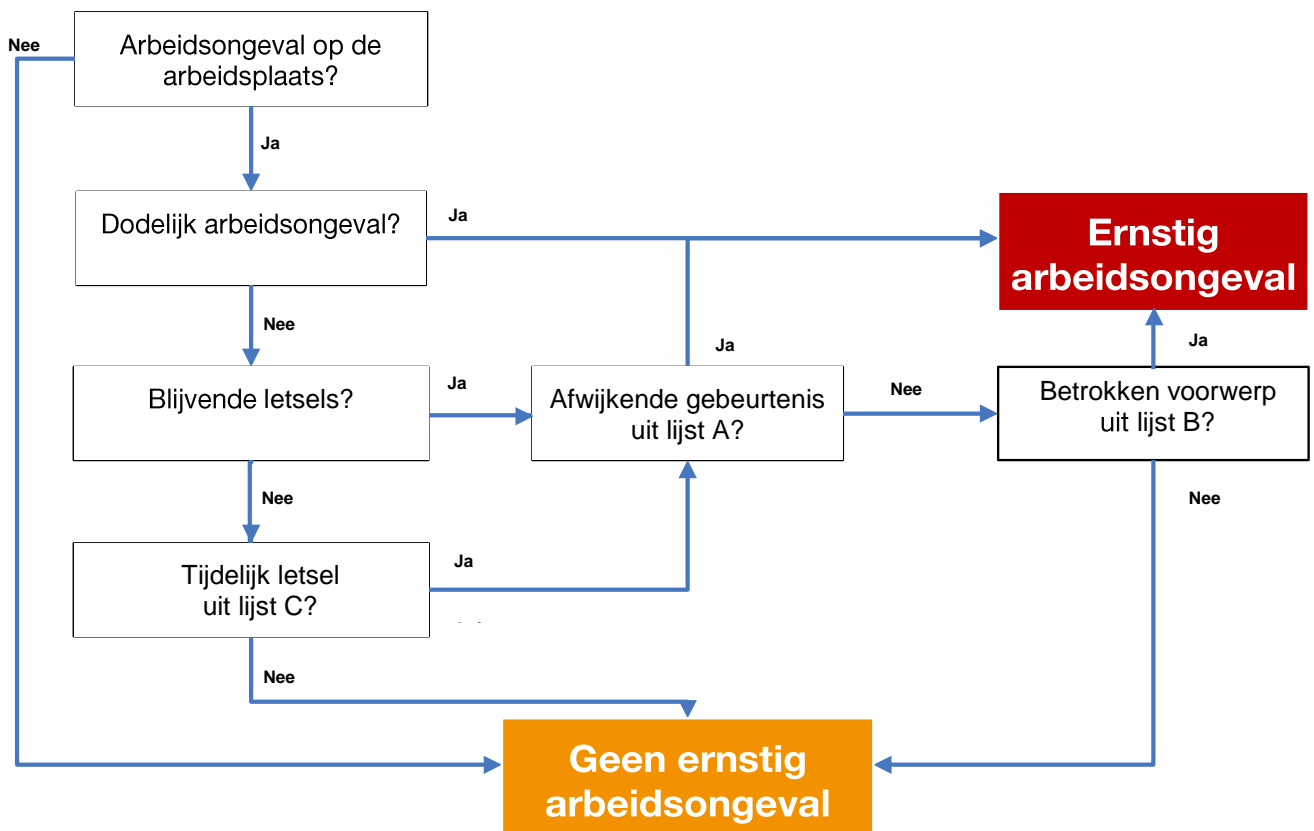 Nee
Arbeidsongeval op de
arbeidsplaats?
Ja
Dodelijk arbeidsongeval?
Ja
Ernstig
arbeidsongeval
Nee
Ja
Ja
Blijvende letsels?
Ja
Afwijkende gebeurtenis
uit lijst A?
Nee
Betrokken voorwerp
uit lijst B?
Nee
Nee
Tijdelijk letsel
uit lijst C?
Ja
Nee
Geen ernstig
arbeidsongeval